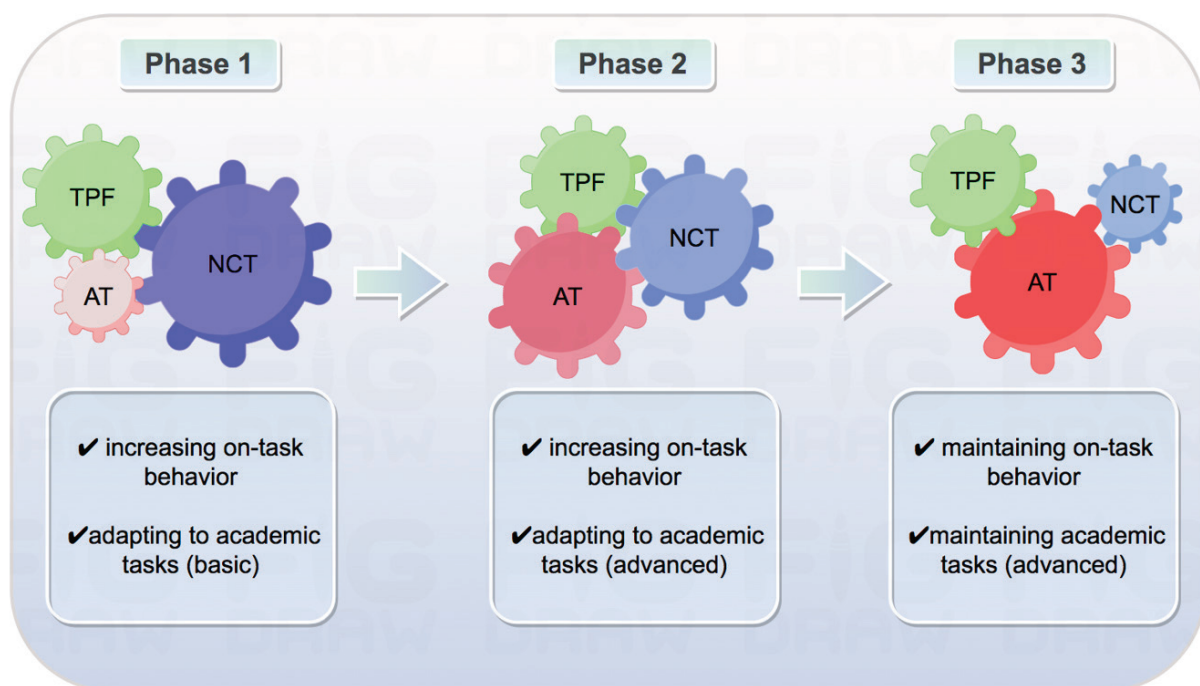 Phase 1
TPF
NCT
AT
✔ increasing on-task
behavior
✔adapting to academic
tasks (basic)
Phase 2
TPF
NCT
AT
✔ increasing on-task
behavior
✔adapting to academic
tasks (advanced)
Phase 3
TPF
NCT
AT
✔ maintaining on-task
behavior
✔maintaining academic
tasks (advanced)